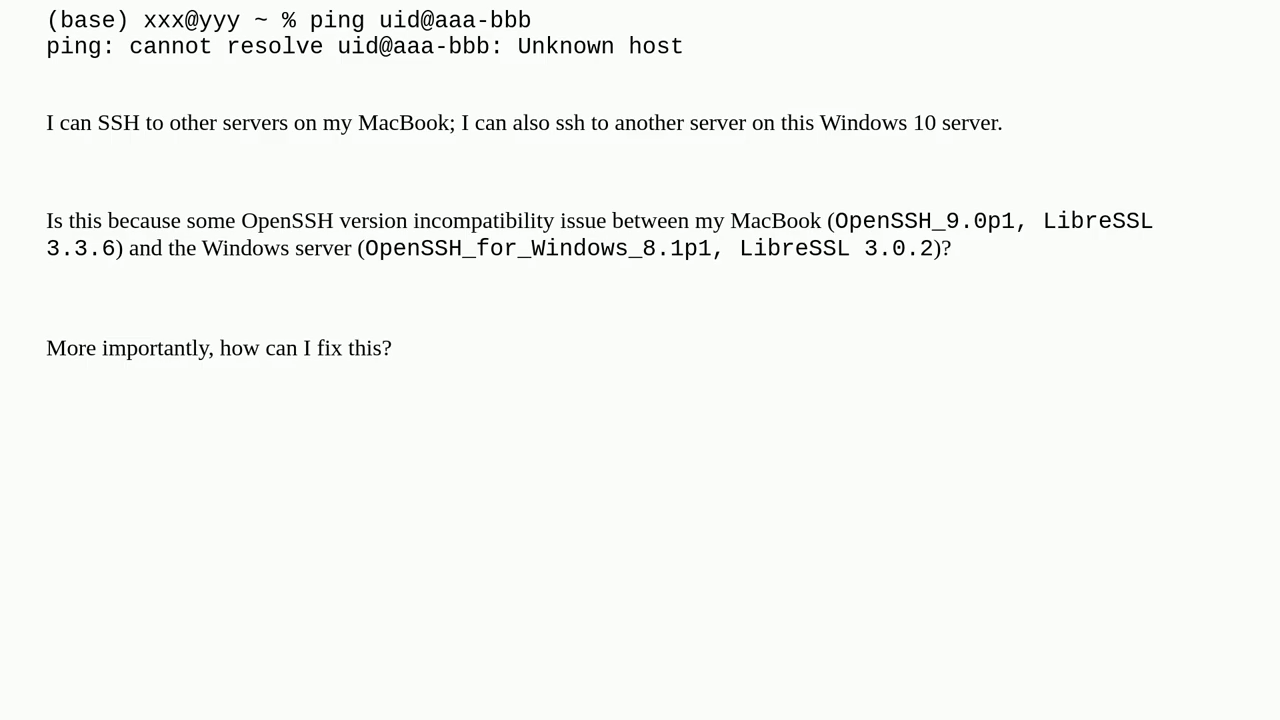 (base) xxx@yyy ~ % ping uid@aaa-bbb
ping: cannot resolve uid@aaa-bbb: Unknown host
I can SSH to other servers on my MacBook; I can also ssh to another server on this Windows 10 server.
Is this because some OpenSSH version incompatibility issue between my MacBook (OpenSSH_9.0p1, LibreSSL
3.3.6) and the Windows server (OpenSSH_for_Windows_8.1p1, LibreSSL 3.0.2)?
More importantly, how can I fix this?